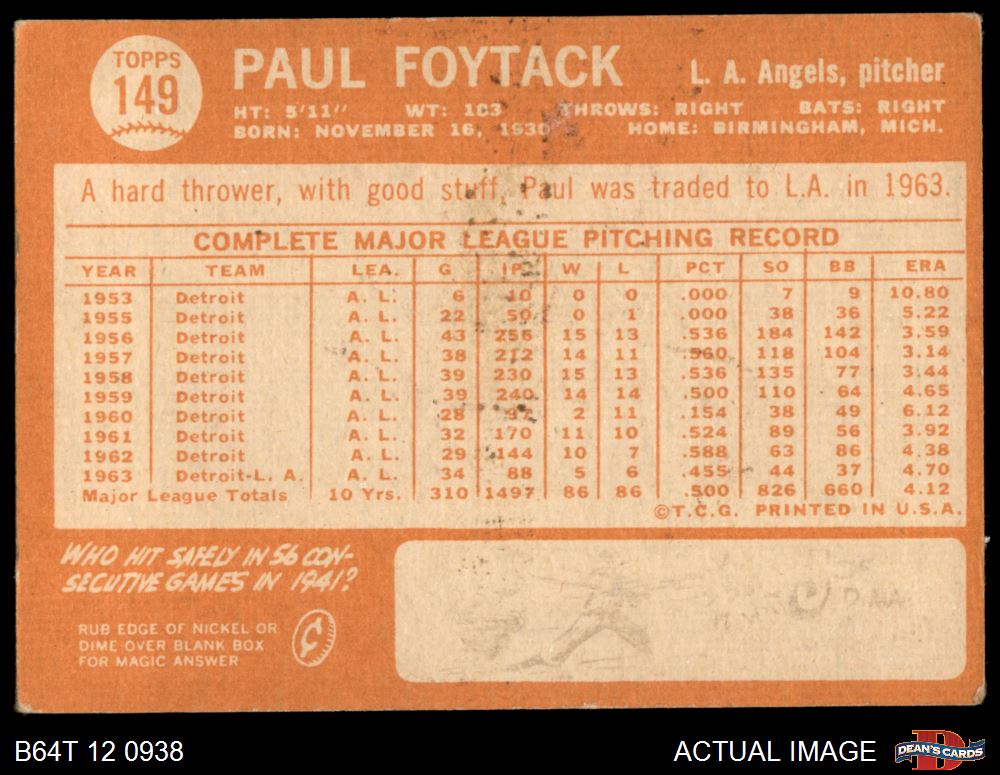 TOPPS
149
PAUL FOYTACK
L. A. Angels, pitcher
HT: 5'11" WT: 183 THROWS: RIGHT BATS: RIGHT
BORN: NOVEMBER 16, 1930 HOME: BIRMINGHAM, MICH.
A hard thrower, with good stuff, Paul was traded to L.A. in 1963.
COMPLETE MAJOR LEAGUE PITCHING RECORD
YEAR TEAM LEA. G IP W L PCT SO BB ERA
1953 Detroit A. L. 6 10 0 0 .000 7 9 10.80
1955 Detroit A. L. 22 50 0 1 .000 38 36 5.22
1956 Detroit A. L. 43 256 15 13 .536 184 142 3.59
1957 Detroit A. L. 38 212 14 11 .560 118 104 3.14
1958 Detroit A. L. 39 230 15 13 .536 135 77 3.44
1959 Detroit A. L. 39 240 14 14 .500 110 64 4.65
1960 Detroit A. L. 28 97 2 11 .154 38 49 6.12
1961 Detroit A. L. 32 170 11 10 .524 89 56 3.92
1962 Detroit A. L. 29 144 10 7 .588 63 86 4.38
1963 Detroit-L. A. 34 88 5 6 .455 44 37 4.70
Major League Totals 10 Yrs. 310 1497 86 86 .500 826 660 4.12
©T.C.G. PRINTED IN U.S.A.
WHO HIT SAFELY IN 56 CON-
SECUTIVE GAMES IN 1941?
RUB EDGE OF NICKEL OR
DIME OVER BLANK BOX
FOR MAGIC ANSWER
B64T 12 0938 ACTUAL IMAGE DEAN'S CARDS